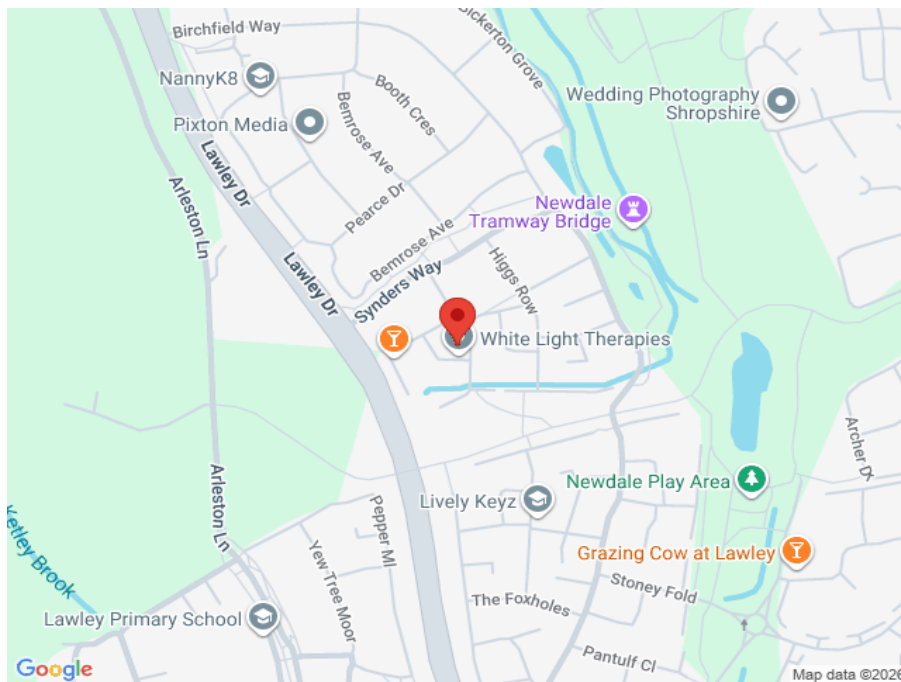 Birchfield Way
Bickerton Grove
NannyK8
Booth Cres
Wedding Photography
Shropshire
Pixton Media
Bemrose Ave
Lawley Dr
Arleston Ln
Pearce Dr
Newdale
Tramway Bridge
Bemrose Ave
Higgs Row
Synders Way
Lawley Dr
White Light Therapies
Archer Dr
Arleston Ln
Newdale Play Area
Lively Keyz
Pepper Ml
Ketley Brook
Yew Tree Moor
Grazing Cow at Lawley
Stoney Fold
The Foxholes
Lawley Primary School
Pantulf Cl
Google
Map data ©2026